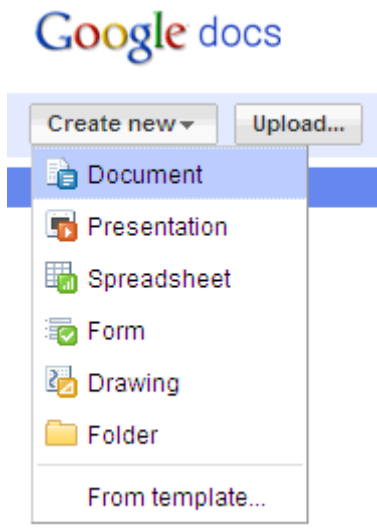 Google docs
Create new Upload...
Document
Presentation
Spreadsheet
Form
Drawing
Folder
From template...